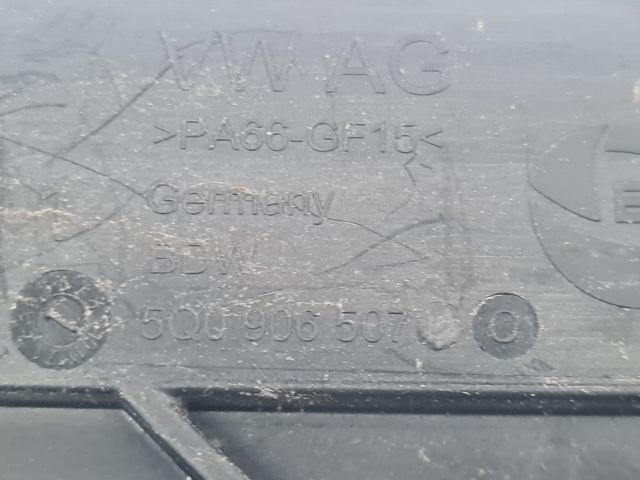 VW AG
>PA66-GF15<
Germany
BDW
5Q0 906 507 C